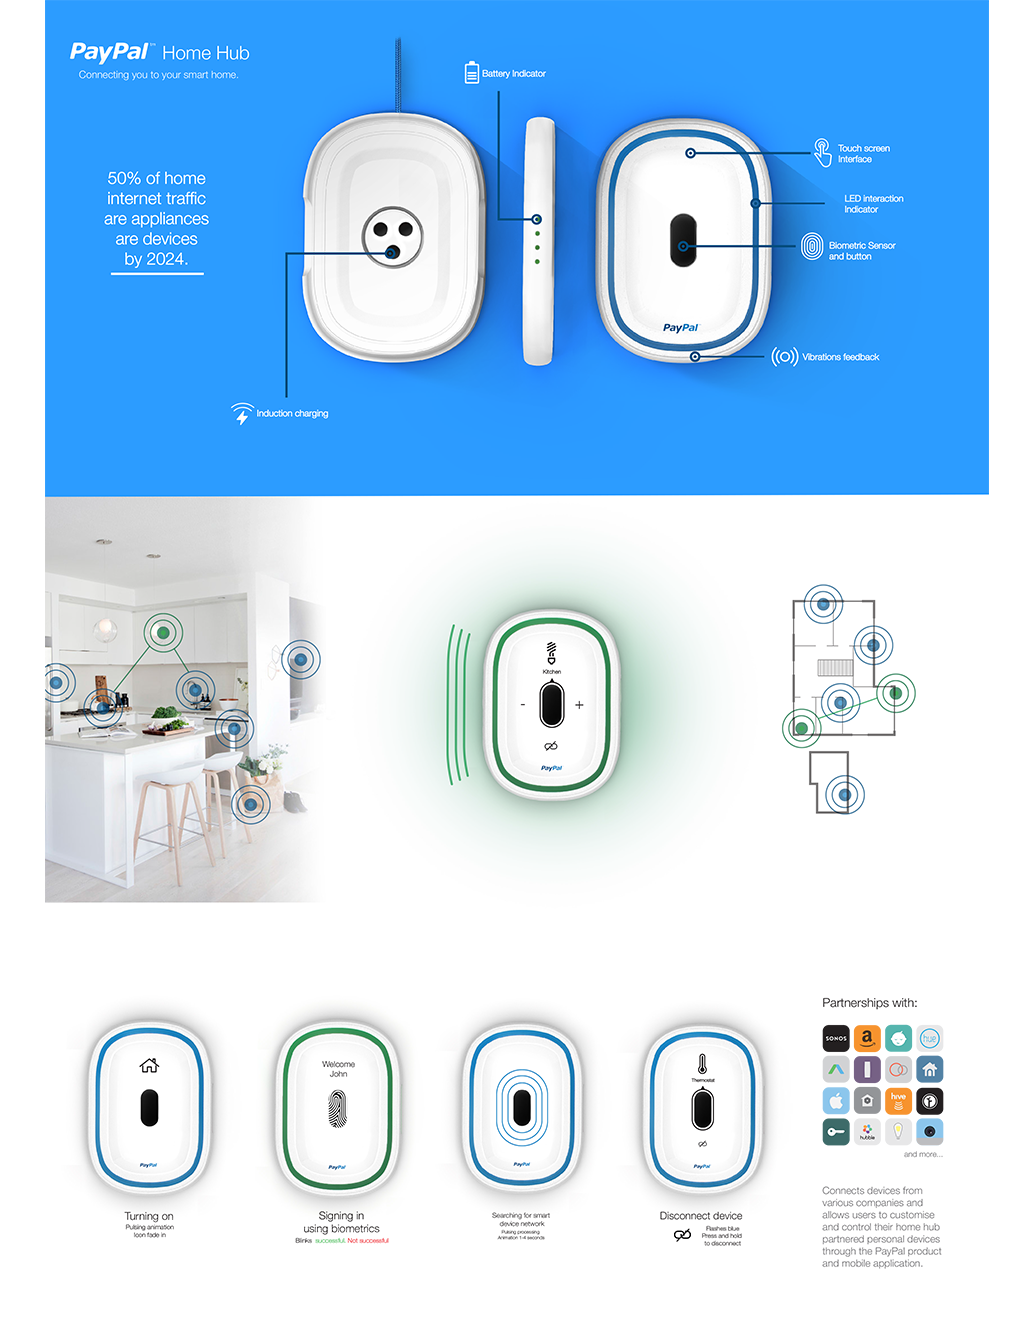 PayPal™ Home Hub
Connecting you to your smart home.
50% of home
internet traffic
are appliances
are devices
by 2024.
Battery Indicator
Touch screen
Interface
LED interaction
Indicator
Biometric Sensor
and button
PayPal
Vibrations feedback
Induction charging
Kitchen
- +
PayPal
PayPal
Turning on
Pulsing animation
Icon fade in
Welcome
John
PayPal
Signing in
using biometrics
Blinks successful. Not successful
PayPal
Searching for smart
device network
Pulsing processing
Animation 1-4 seconds
Thermostat
PayPal
Disconnect device
Flashes blue
Press and hold
to disconnect
Partnerships with:
SONOS
a
hue
hive
hubble
and more...
Connects devices from
various companies and
allows users to customise
and control their home hub
partnered personal devices
through the PayPal product
and mobile application.